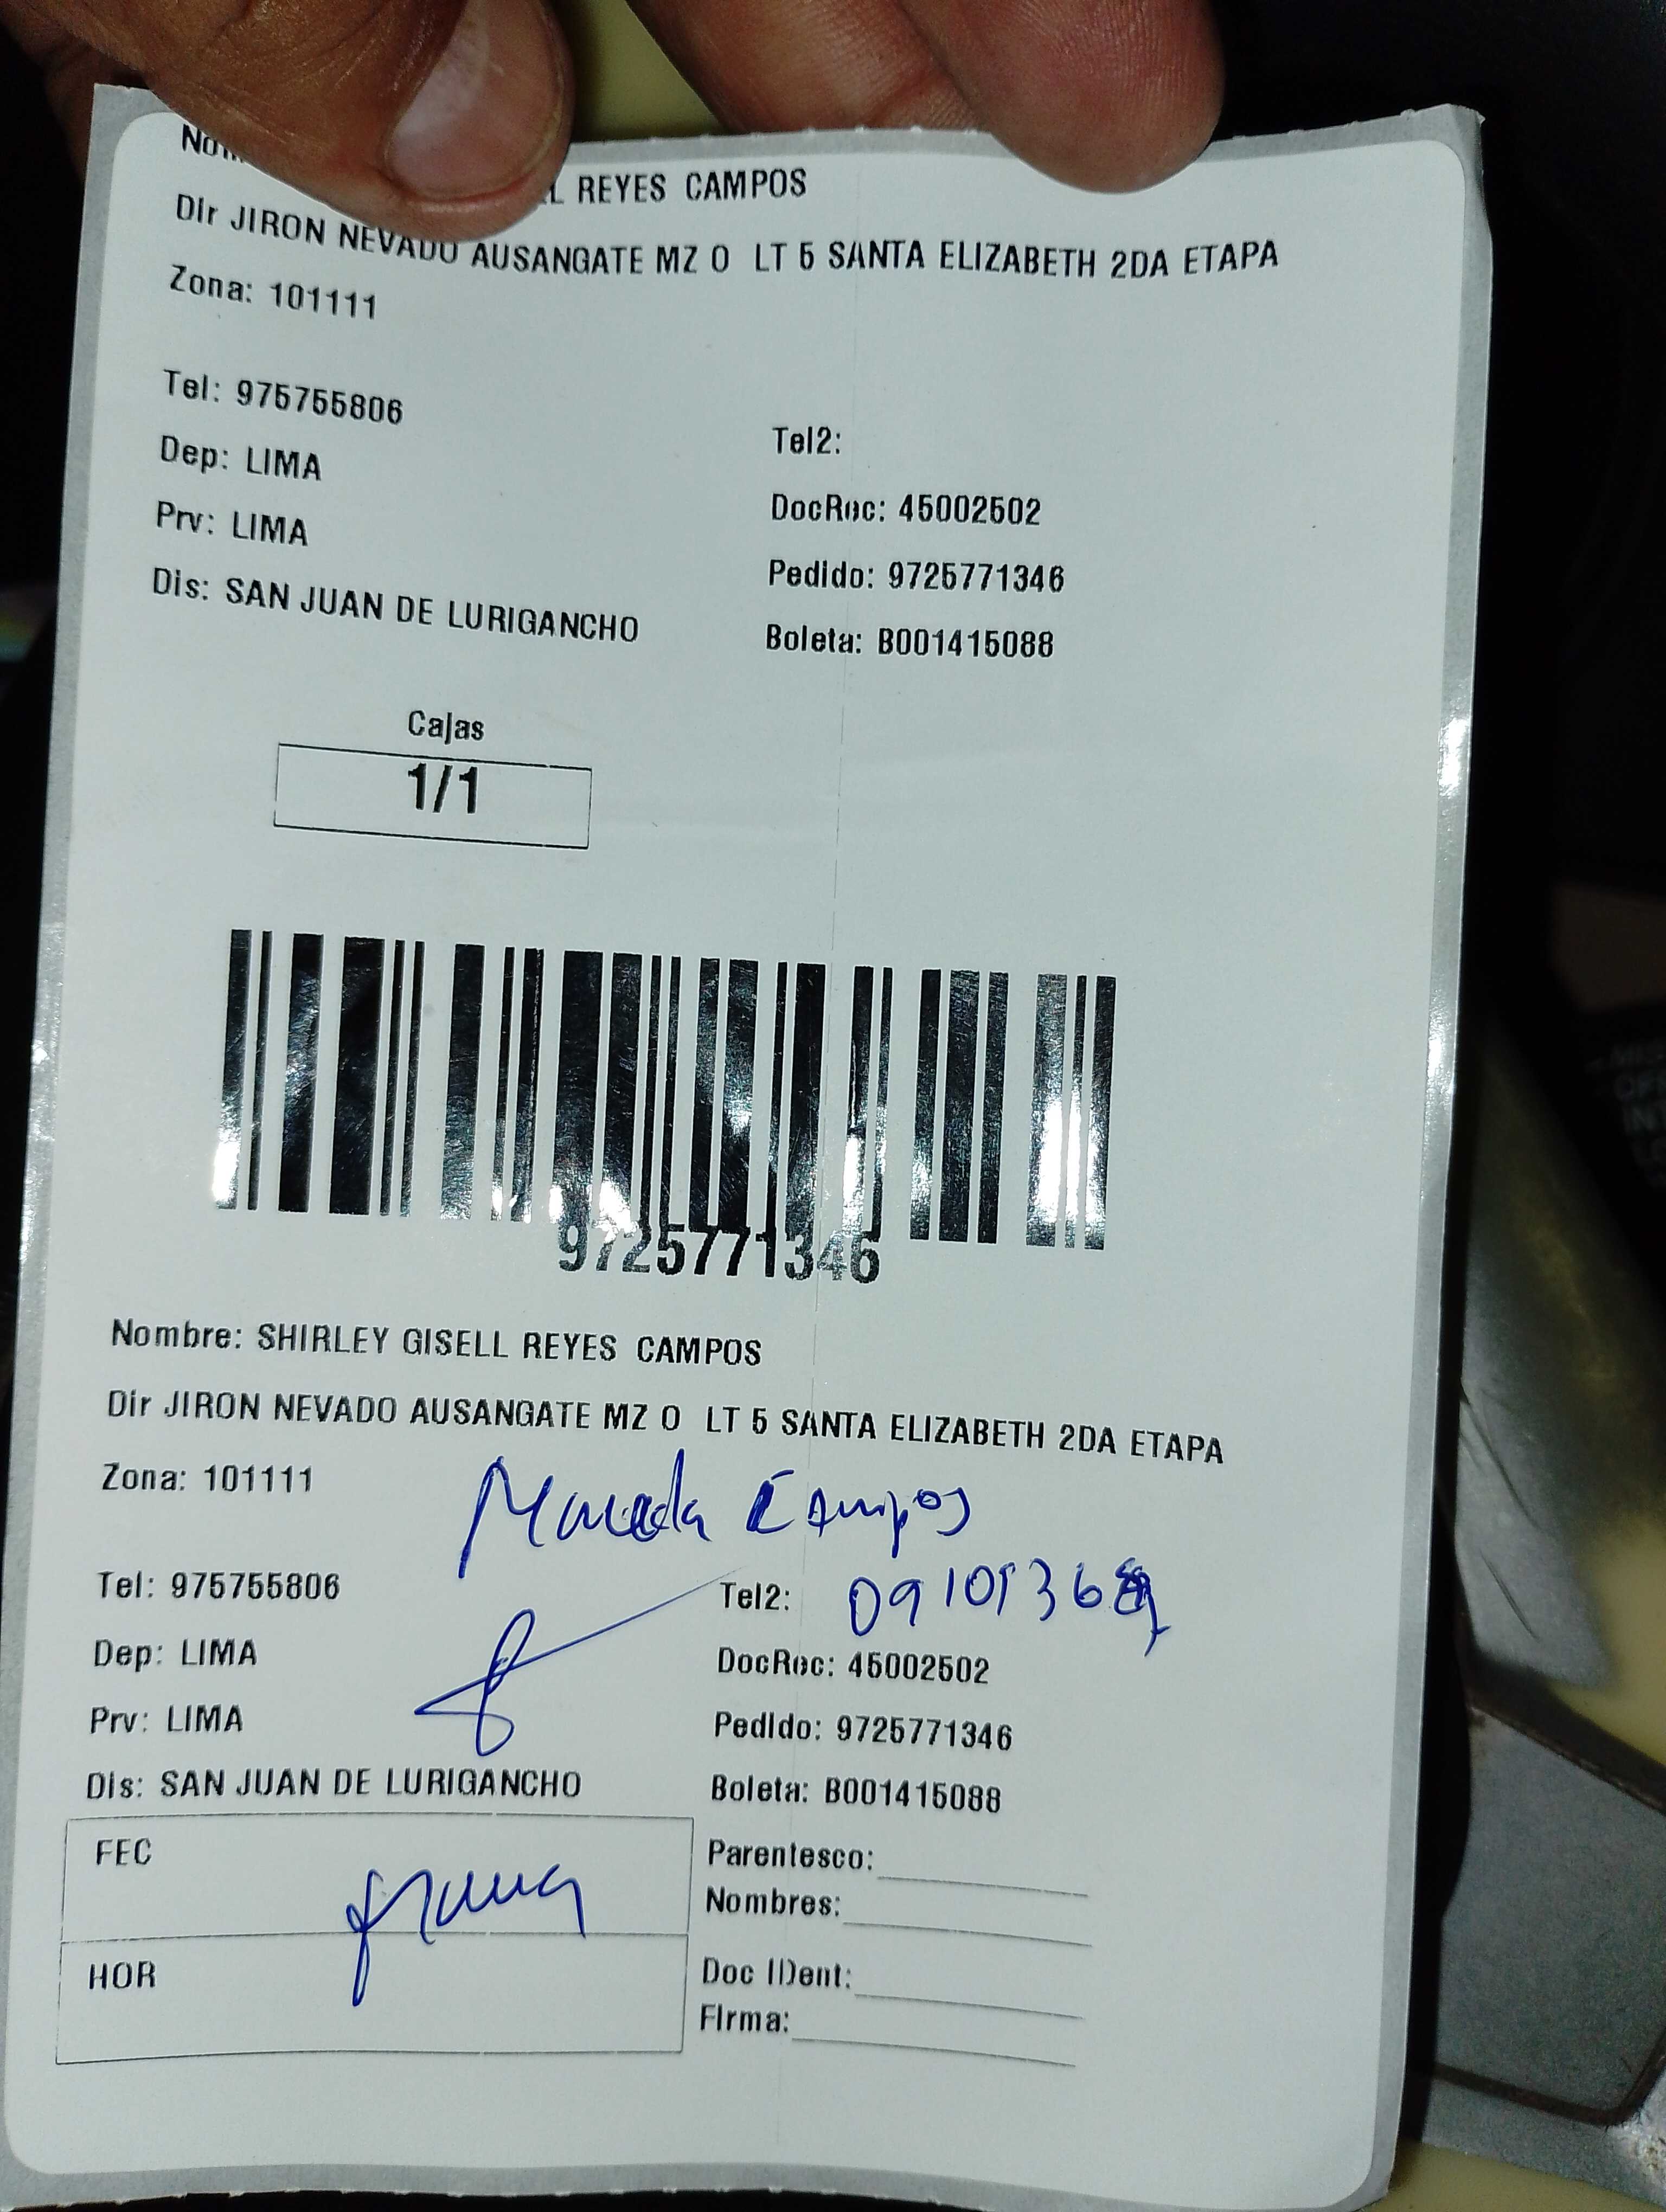 REYES CAMPOS
Dir JIRON NEVADO AUSANGATE MZ O LT 5 SANTA ELIZABETH 2DA ETAPA
Zona: 101111
Tel: 975755806
Tel2:
Dep: LIMA
DocRec: 45002502
Prv: LIMA
Pedido: 9725771346
Dis: SAN JUAN DE LURIGANCHO
Boleta: B001415088
Cajas
1/1
9725771346
Nombre: SHIRLEY GISELL REYES CAMPOS
Dir JIRON NEVADO AUSANGATE MZ O LT 5 SANTA ELIZABETH 2DA ETAPA
Zona: 101111
Campos
Tel: 975755806
Tel2:
Dep: LIMA
DocRec: 45002502
Prv: LIMA
Pedido: 9725771346
Dis: SAN JUAN DE LURIGANCHO
Boleta: B001415088
FEC
Parentesco:
Nombres:
HOR
Doc IDent:
Firma: